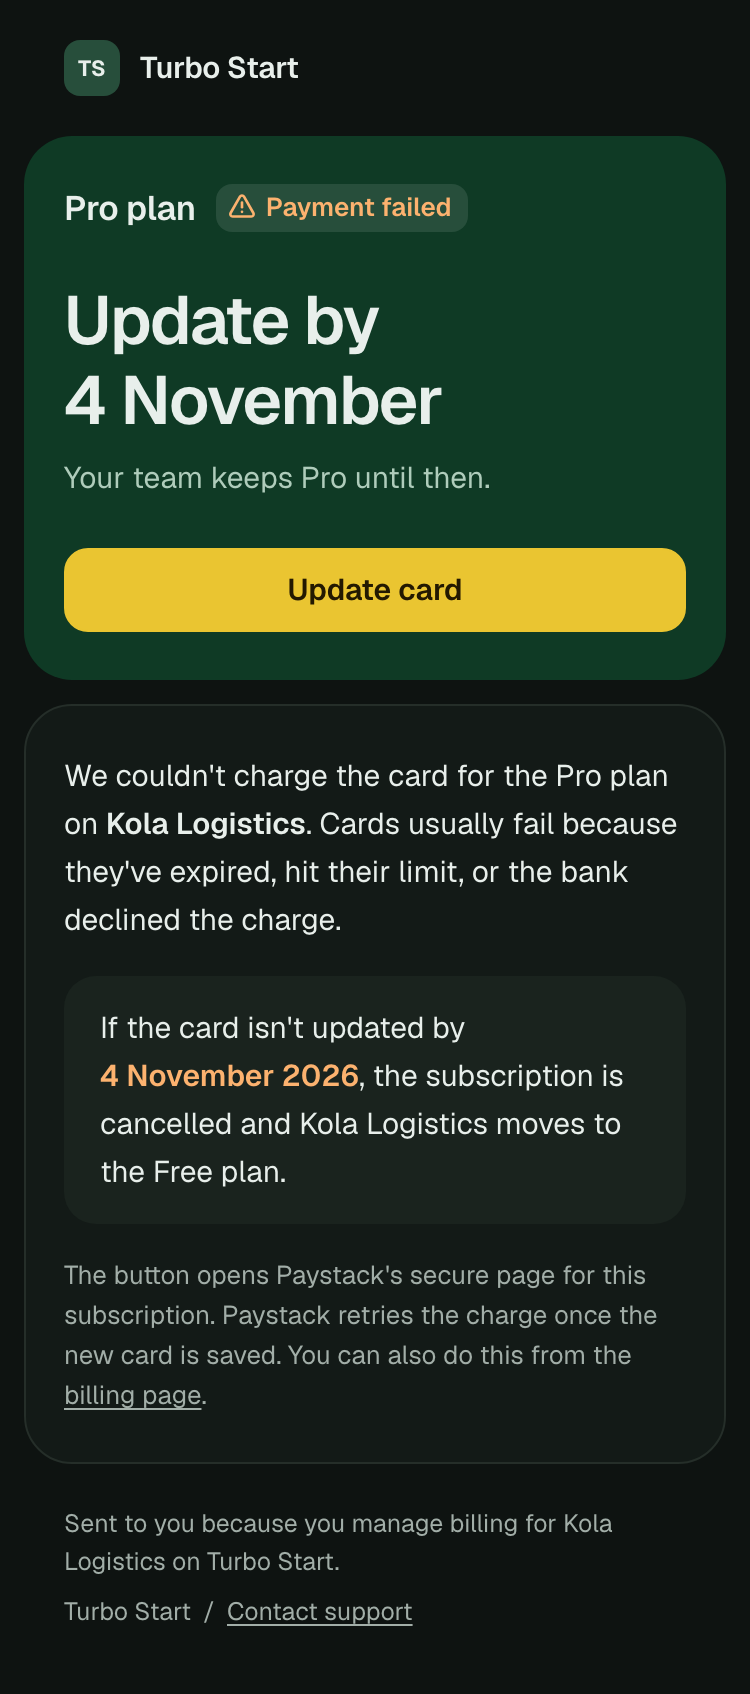 TS Turbo Start
Pro plan Payment failed
Update by
4 November
Your team keeps Pro until then.
Update card
We couldn't charge the card for the Pro plan
on Kola Logistics. Cards usually fail because
they've expired, hit their limit, or the bank
declined the charge.
If the card isn't updated by
4 November 2026, the subscription is
cancelled and Kola Logistics moves to
the Free plan.
The button opens Paystack's secure page for this
subscription. Paystack retries the charge once the
new card is saved. You can also do this from the
billing page.
Sent to you because you manage billing for Kola
Logistics on Turbo Start.
Turbo Start / Contact support